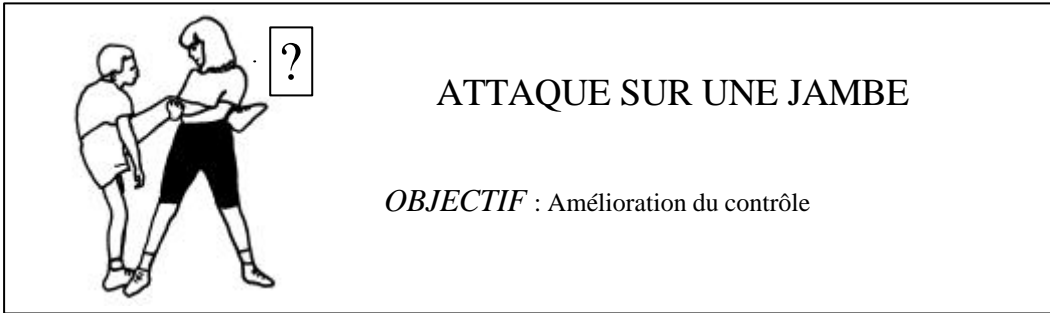 ?
ATTAQUE SUR UNE JAMBE
OBJECTIF : Amélioration du contrôle